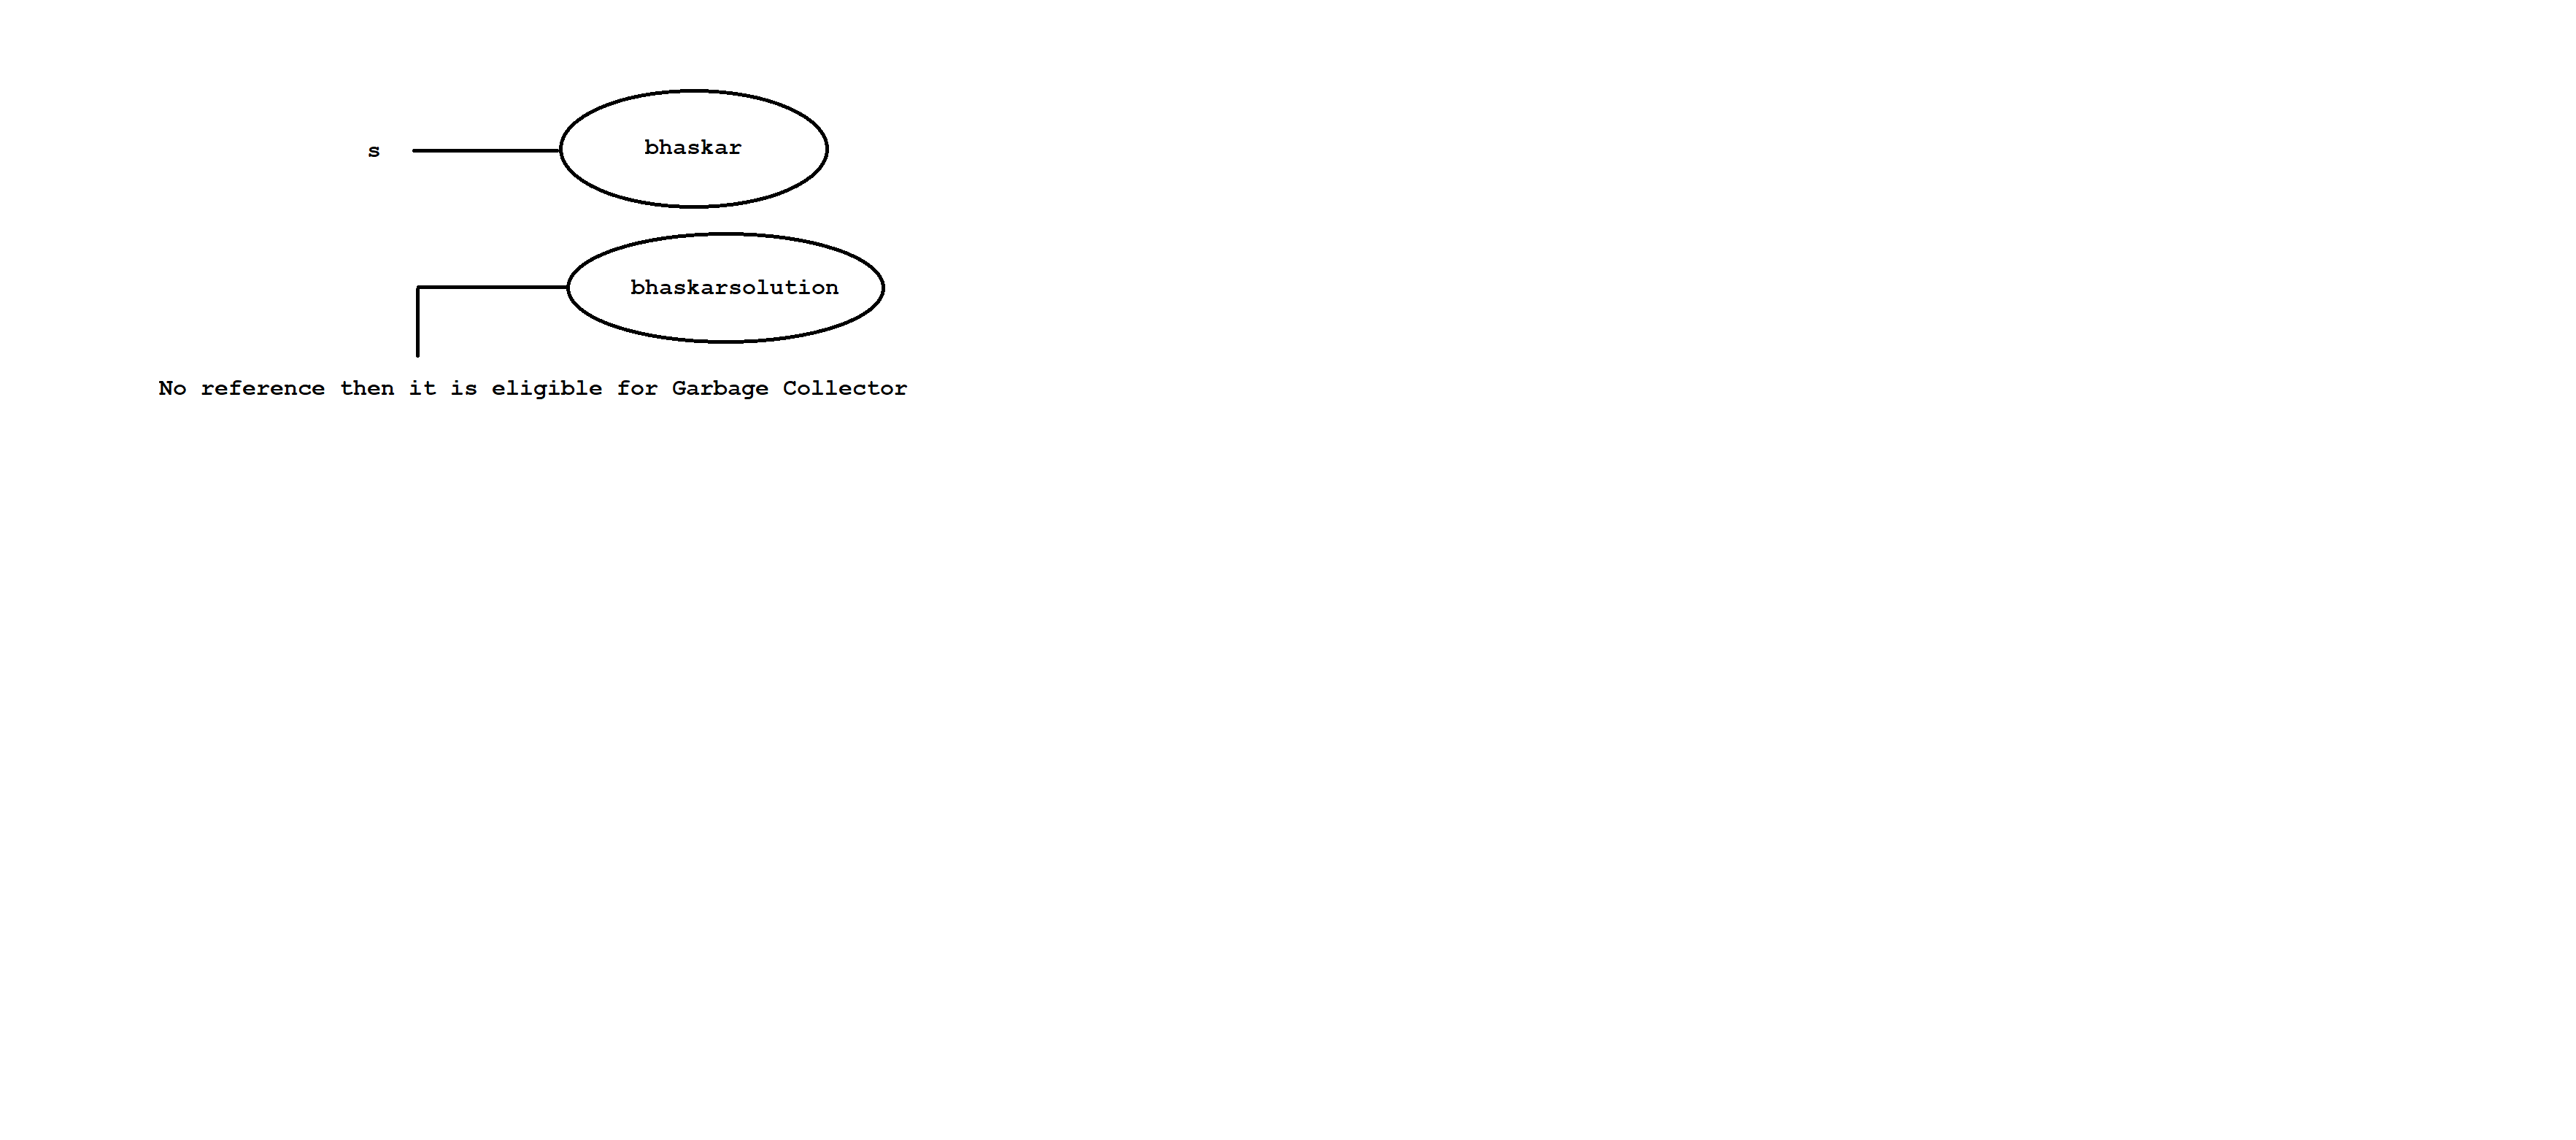 s
bhaskar
bhaskarsolution
No reference then it is eligible for Garbage Collector